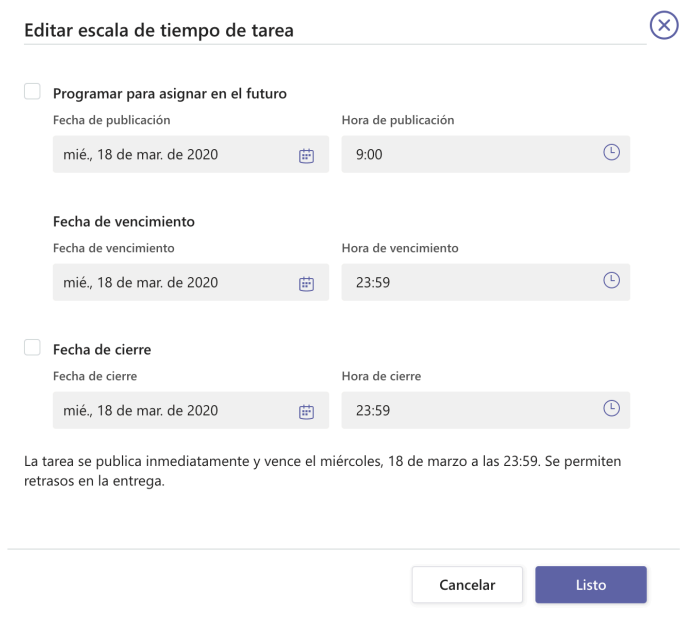 Editar escala de tiempo de tarea
Programar para asignar en el futuro
Fecha de publicación
Hora de publicación
mié., 18 de mar. de 2020
9:00
Fecha de vencimiento
Fecha de vencimiento
Hora de vencimiento
mié., 18 de mar. de 2020
23:59
Fecha de cierre
Fecha de cierre
Hora de cierre
mié., 18 de mar. de 2020
23:59
La tarea se publica inmediatamente y vence el miércoles, 18 de marzo a las 23:59. Se permiten
retrasos en la entrega.
Cancelar
Listo